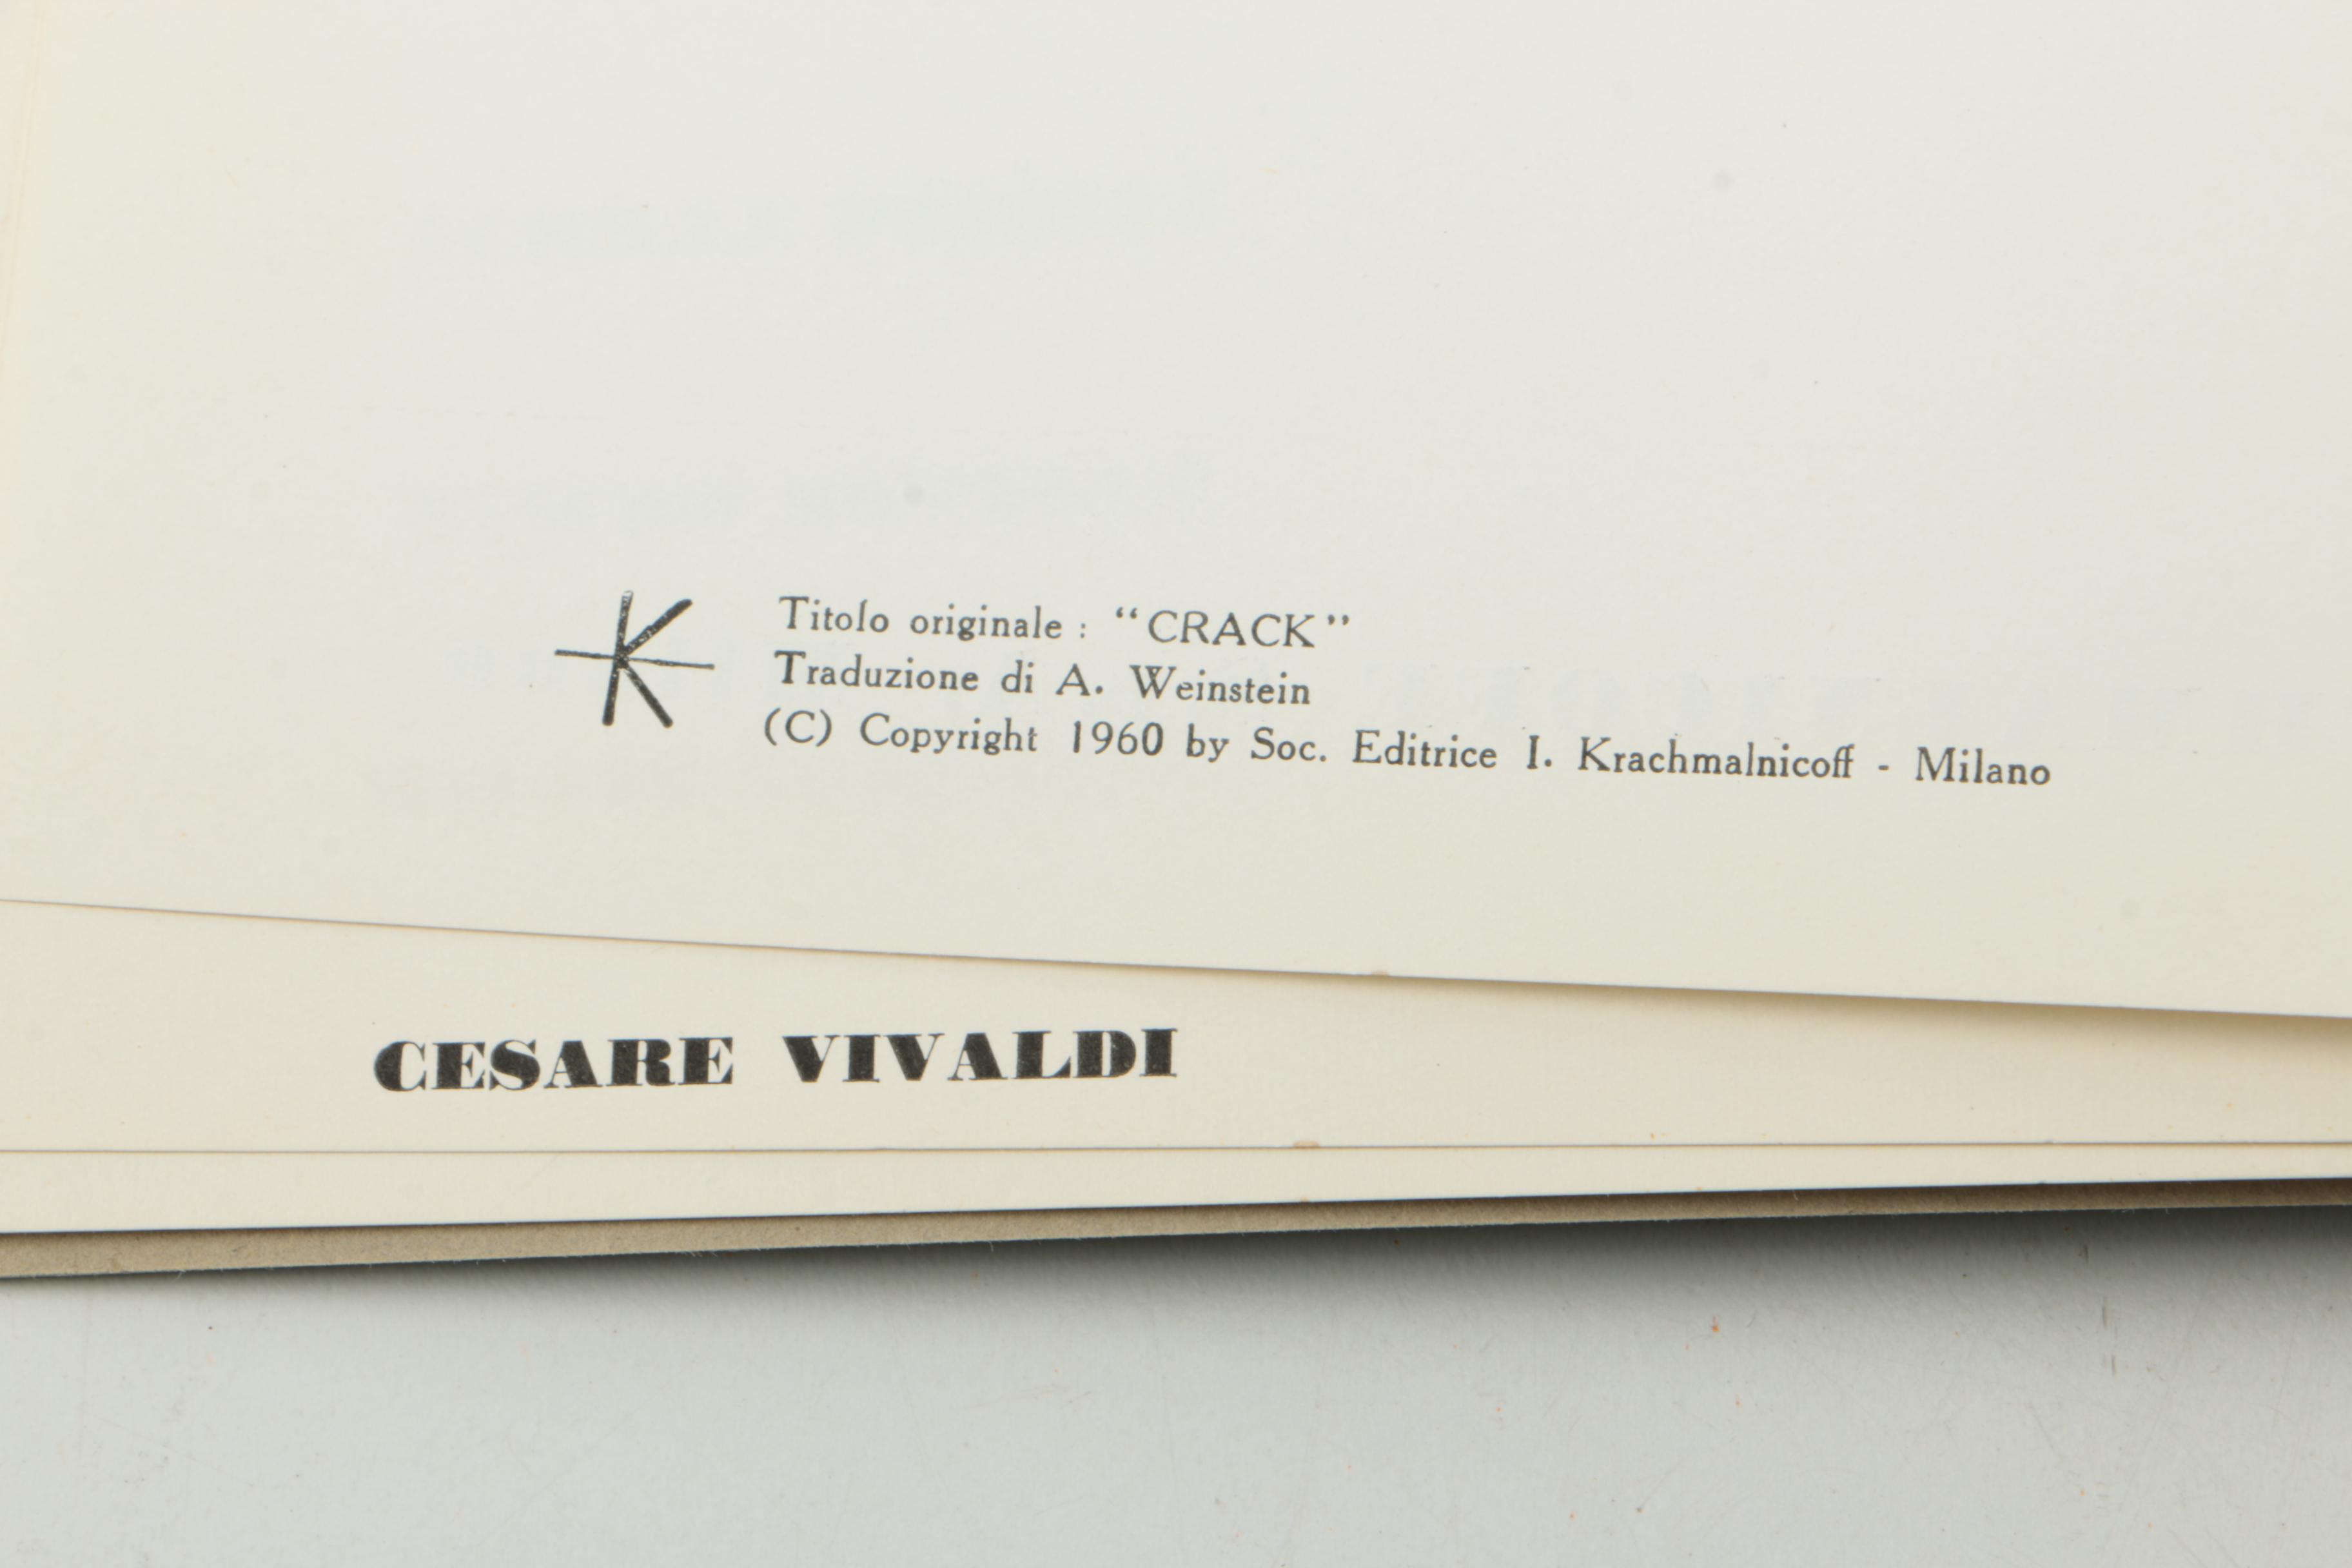 K
Titolo originale : “CRACK”
Traduzione di A. Weinstein
(C) Copyright 1960 by Soc. Editrice I. Krachmalnicoff - Milano
CESARE VIVALDI